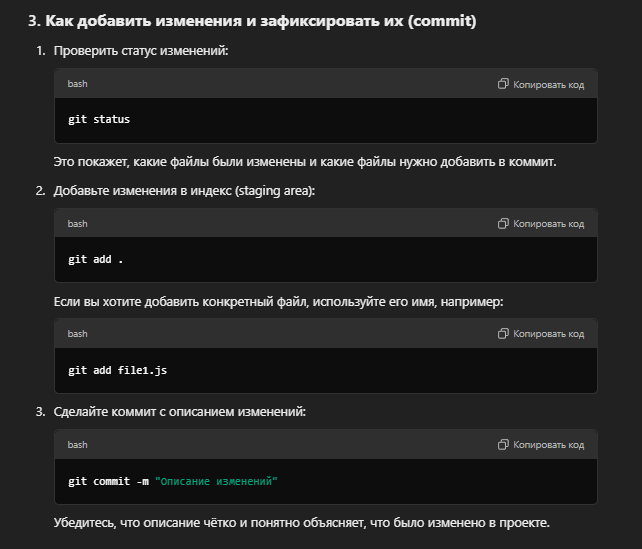 3. Как добавить изменения и зафиксировать их (commit)
1. Проверить статус изменений:
bash
Копировать код
git status
Это покажет, какие файлы были изменены и какие файлы нужно добавить в коммит.
2. Добавьте изменения в индекс (staging area):
bash
Копировать код
git add .
Если вы хотите добавить конкретный файл, используйте его имя, например:
bash
Копировать код
git add file1.js
3. Сделайте коммит с описанием изменений:
bash
Копировать код
git commit -m "Описание изменений"
Убедитесь, что описание чётко и понятно объясняет, что было изменено в проекте.